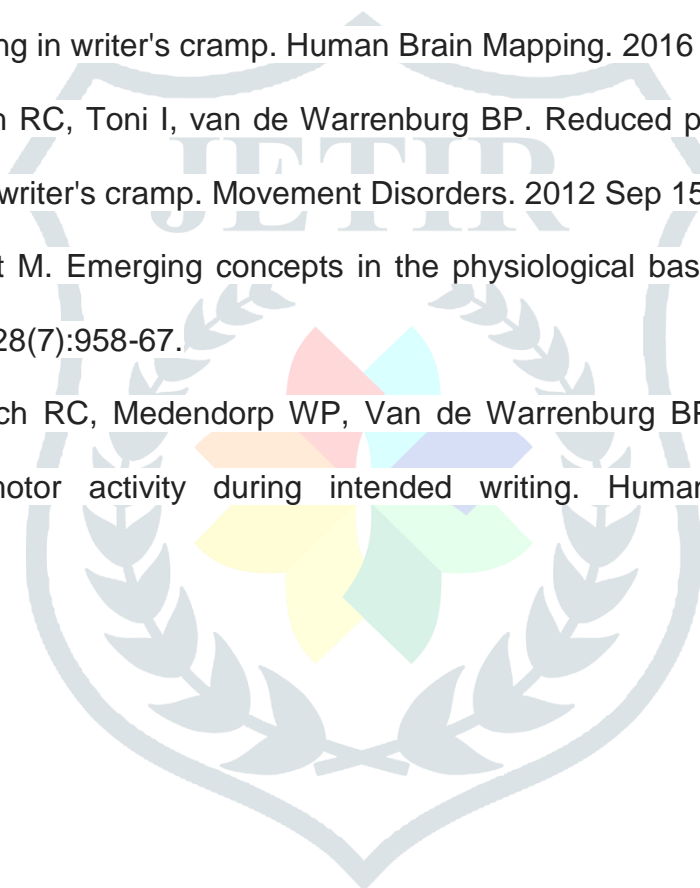 ng in writer's cramp. Human Brain Mapping. 2016
RC, Toni I, van de Warrenburg BP. Reduced p
writer's cramp. Movement Disorders. 2012 Sep 15
t M. Emerging concepts in the physiological bas
28(7):958-67.
ch RC, Medendorp WP, Van de Warrenburg BP
motor activity during intended writing. Human
JETIR